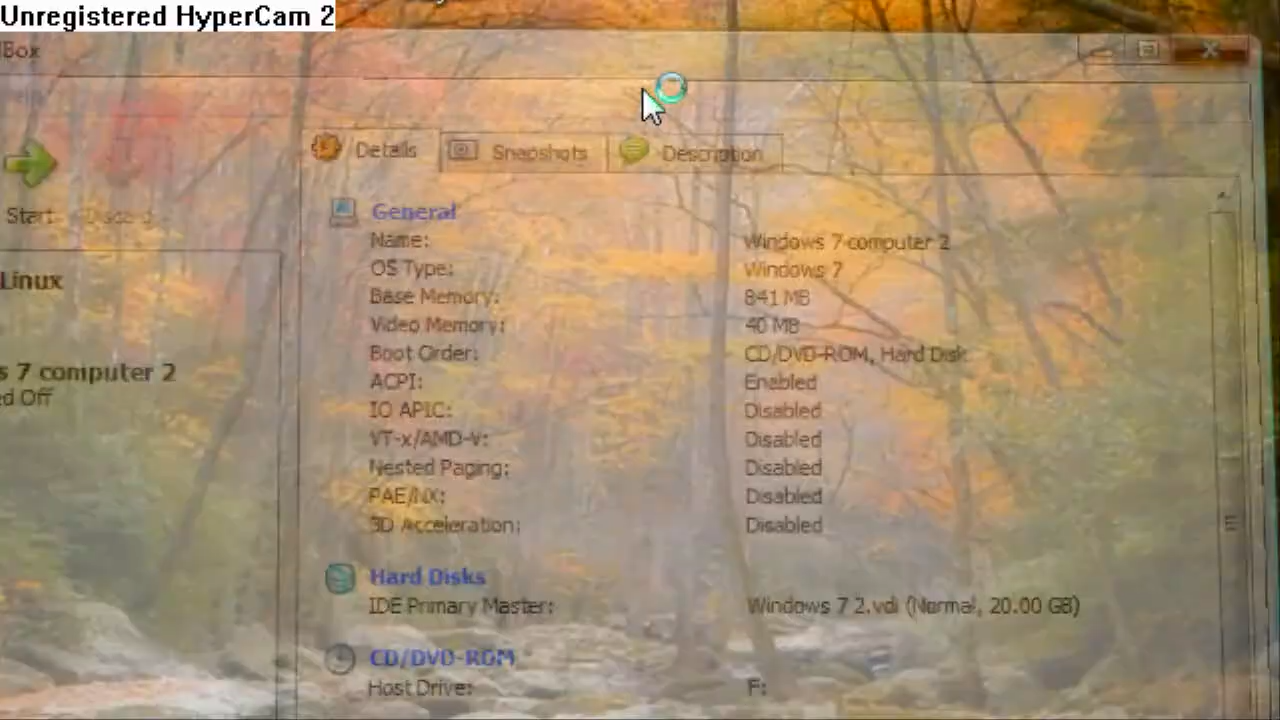 Unregistered HyperCam 2
Box
Details Snapshots Description
Start Discard
General
Name: Windows 7 computer 2
OS Type: Windows 7
Base Memory: 841 MB
Video Memory: 40 MB
Boot Order: CD/DVD-ROM, Hard Disk
ACPI: Enabled
IO APIC: Disabled
VT-x/AMD-V: Disabled
Nested Paging: Disabled
PAE/NX: Disabled
3D Acceleration: Disabled
Linux
s 7 computer 2
ed Off
Hard Disks
IDE Primary Master: Windows 7 2.vdi (Normal, 20.00 GB)
CD/DVD-ROM
Host Drive: F: